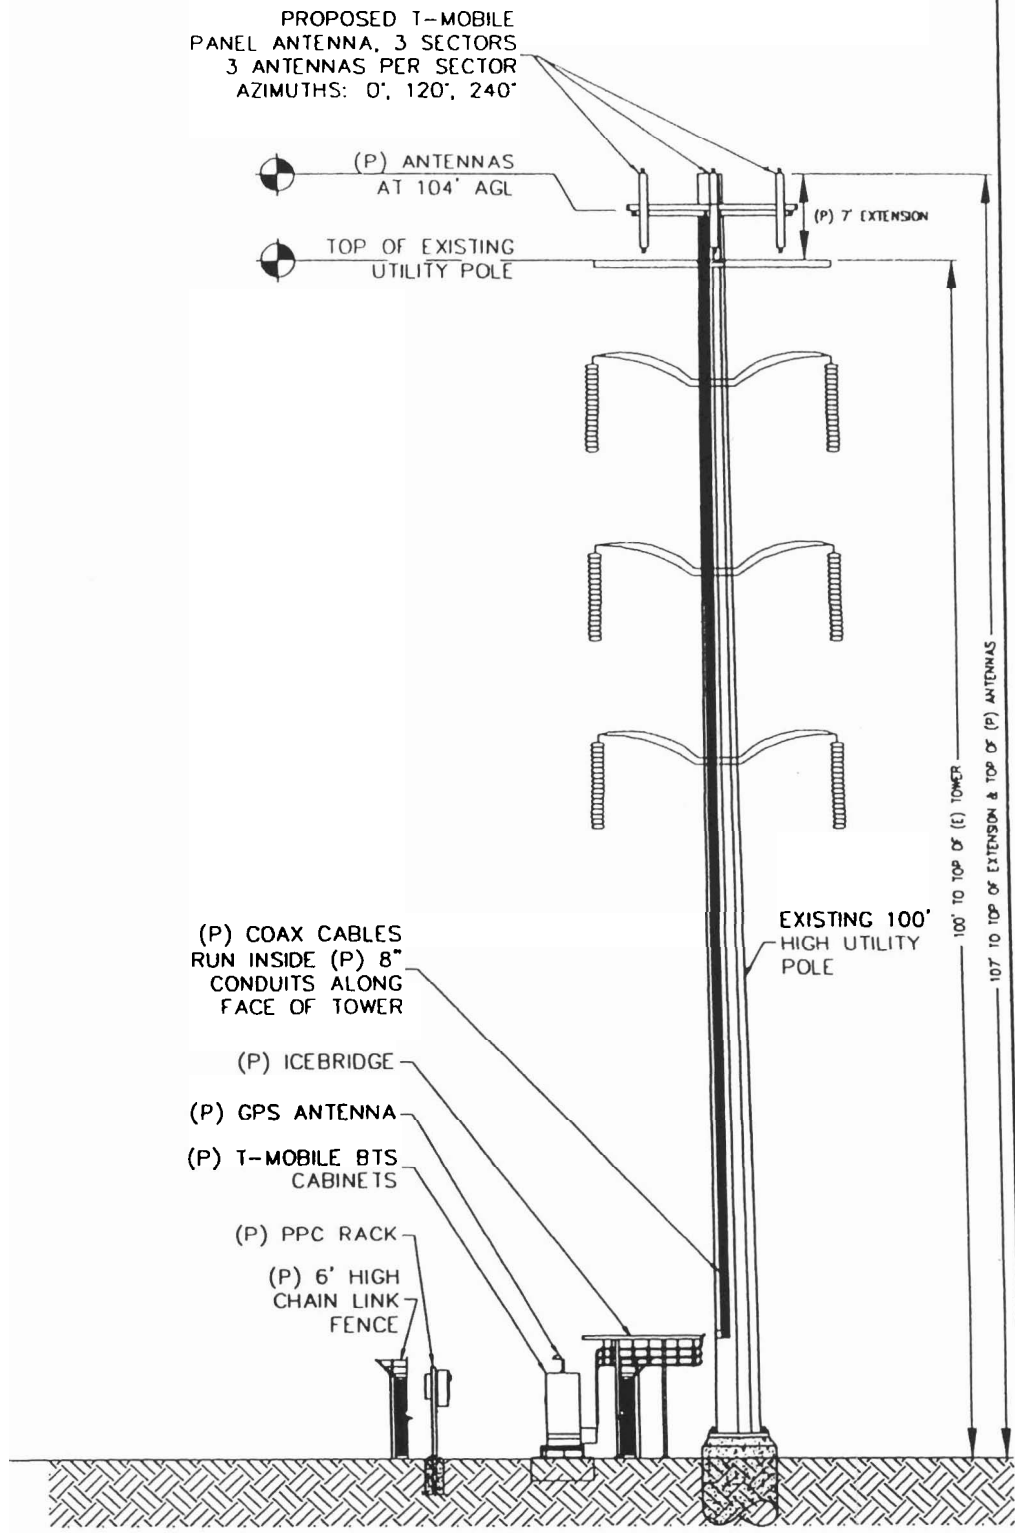 PROPOSED T-MOBILE
PANEL ANTENNA, 3 SECTORS
3 ANTENNAS PER SECTOR
AZIMUTHS: 0°, 120°, 240°
(P) ANTENNAS
AT 104' AGL
(P) 7' EXTENSION
TOP OF EXISTING
UTILITY POLE
107' TO TOP OF EXTENSION & TOP OF (P) ANTENNAS
100' TO TOP OF (E) TOWER
EXISTING 100'
HIGH UTILITY
POLE
(P) COAX CABLES
RUN INSIDE (P) 8"
CONDUITS ALONG
FACE OF TOWER
(P) ICEBRIDGE
(P) GPS ANTENNA
(P) T-MOBILE BTS
CABINETS
(P) PPC RACK
(P) 6' HIGH
CHAIN LINK
FENCE